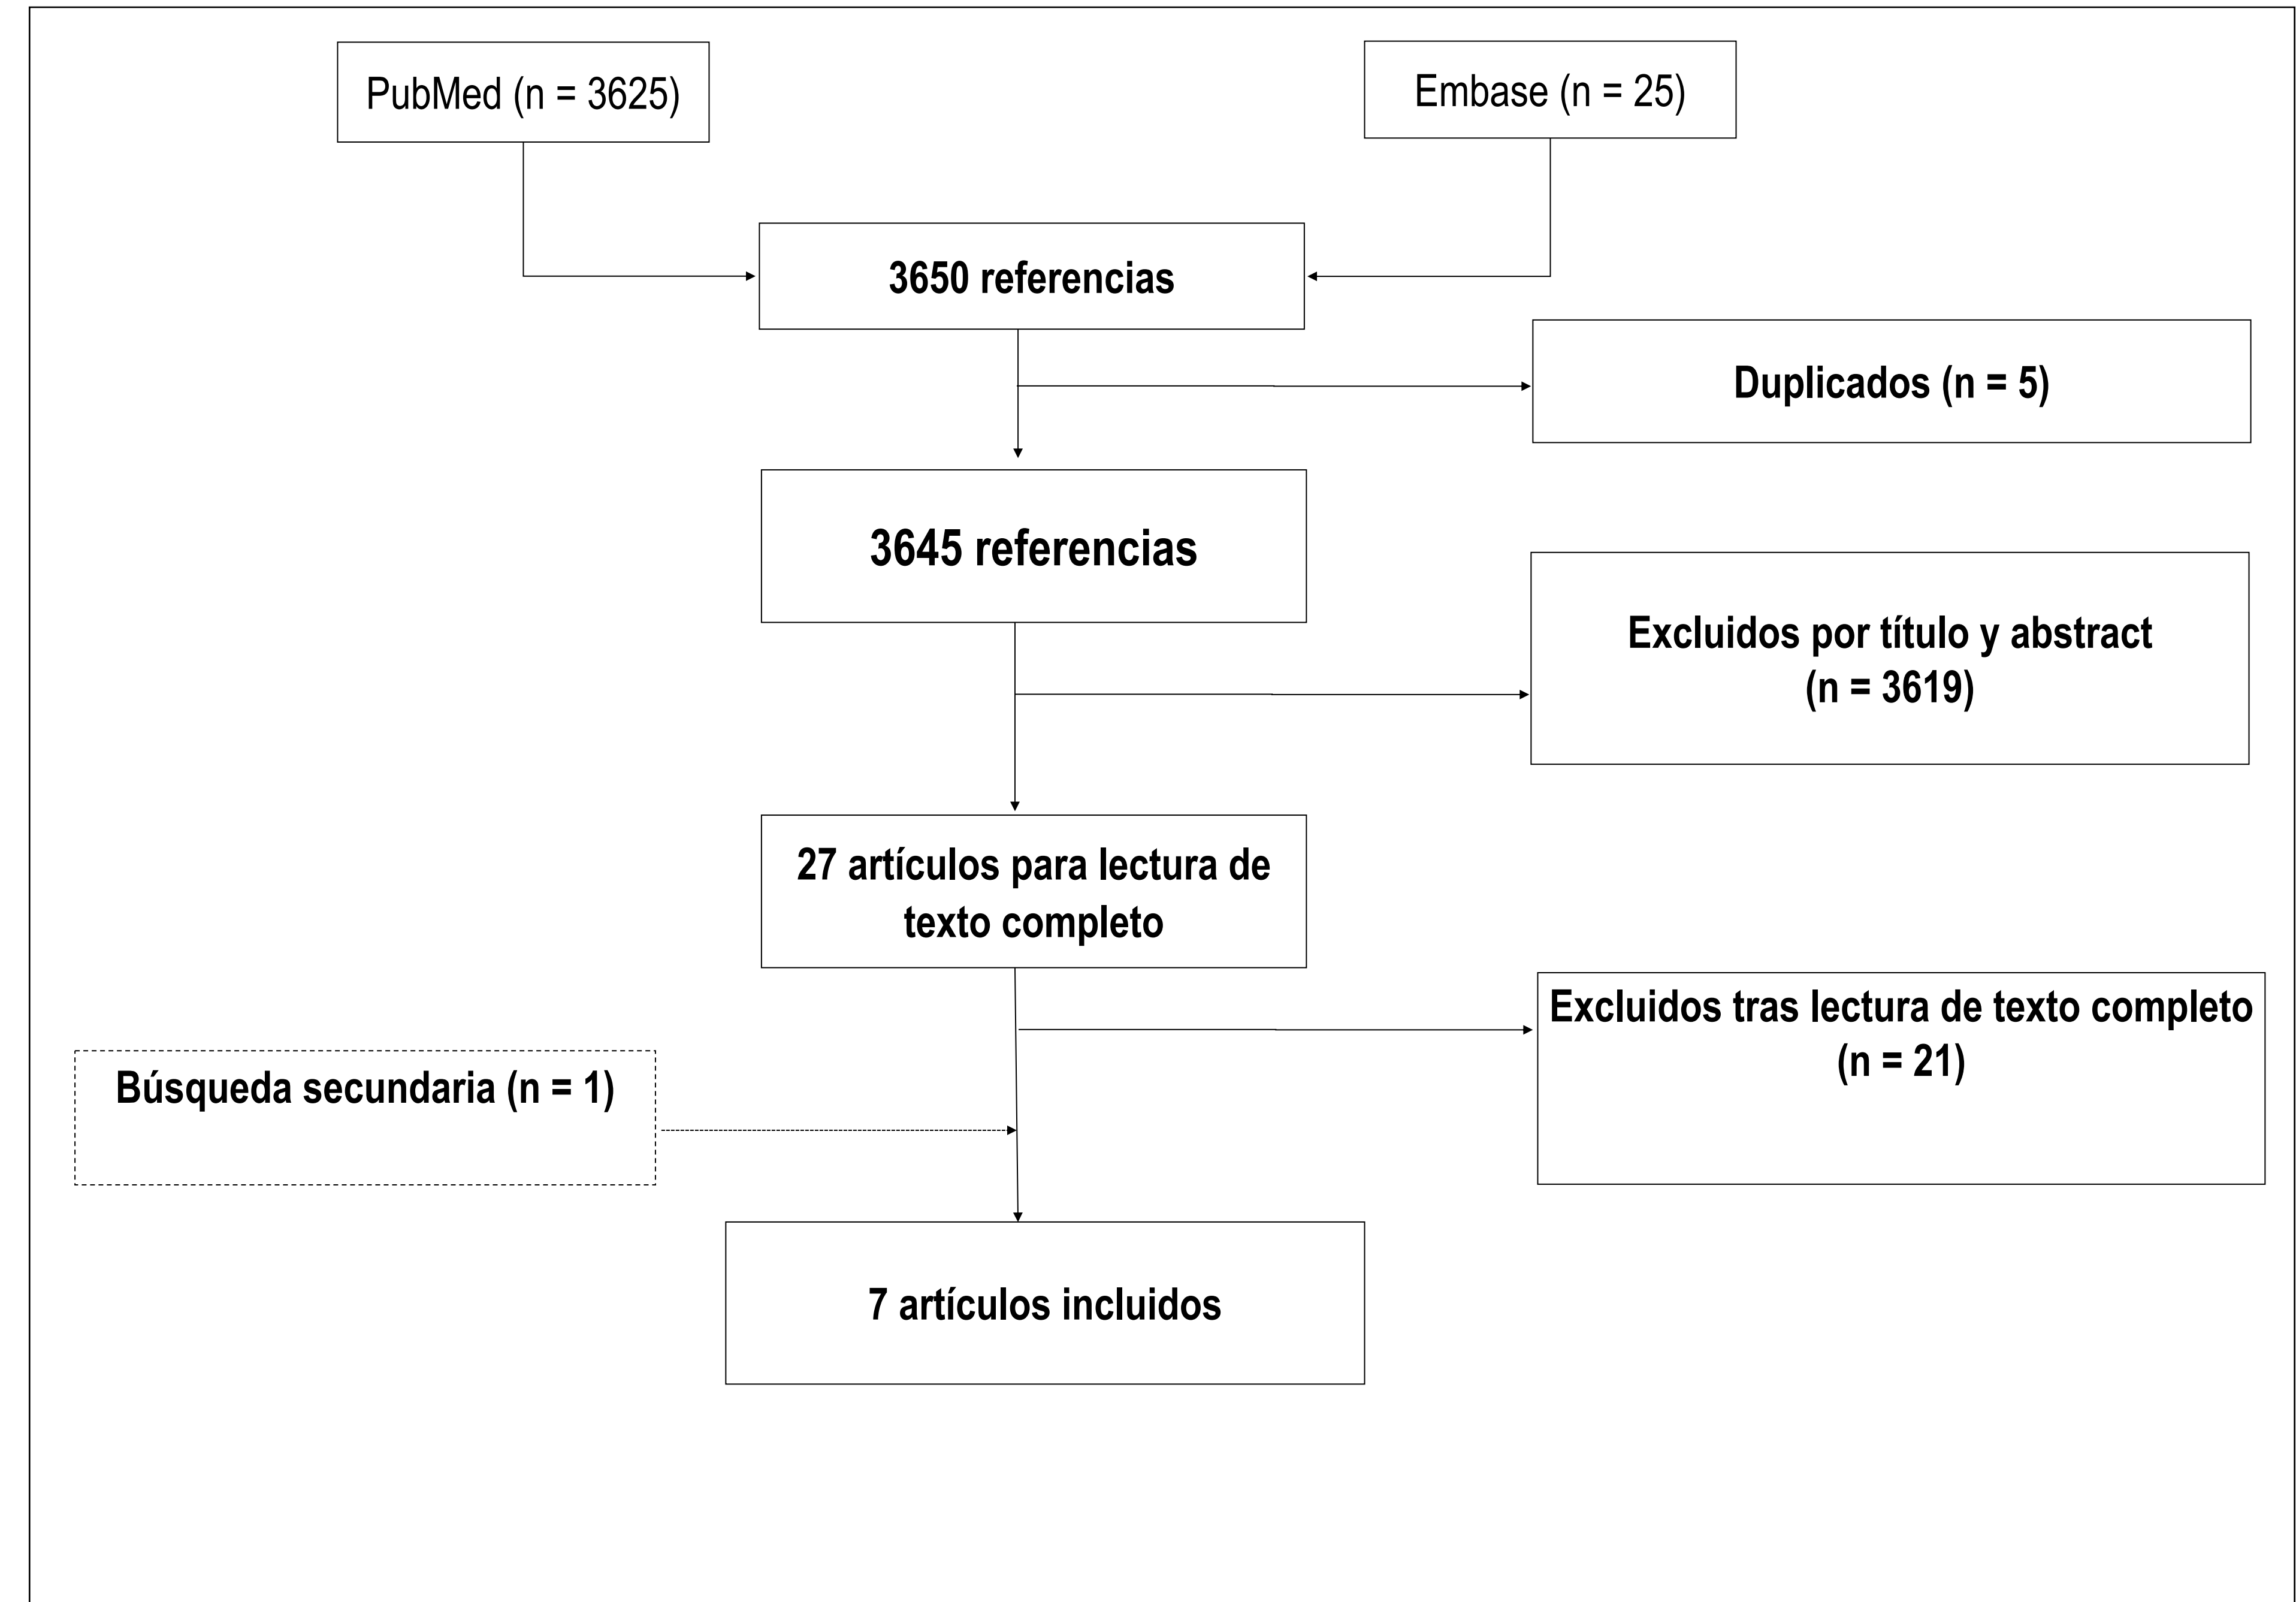 PubMed (n = 3625)
Embase (n = 25)
3650 referencias
Duplicados (n = 5)
3645 referencias
Excluidos por título y abstract
(n = 3619)
27 artículos para lectura de
texto completo
Excluidos tras lectura de texto completo
(n = 21)
Búsqueda secundaria (n = 1)
7 artículos incluidos